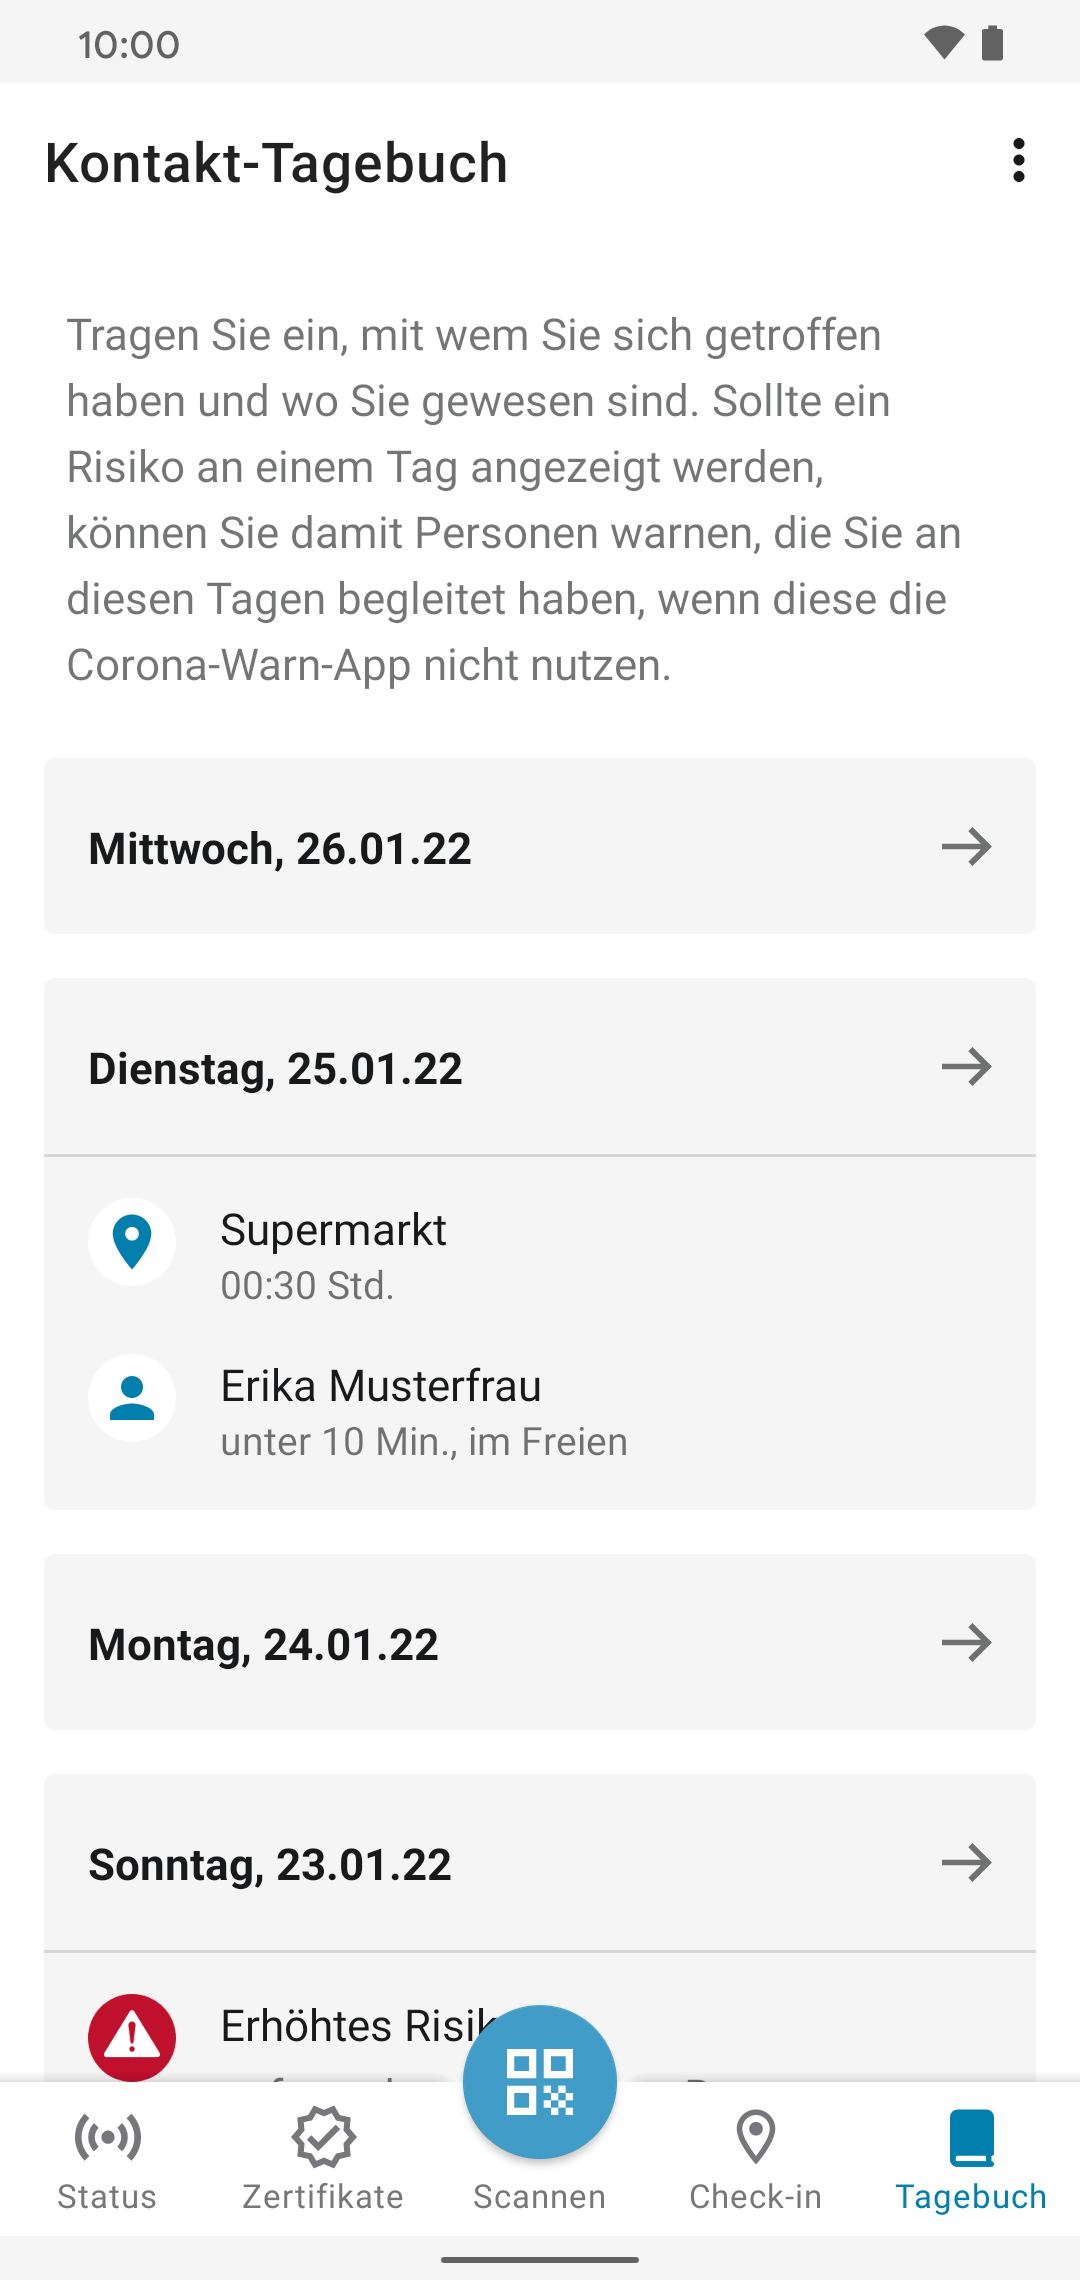 10:00
Kontakt-Tagebuch
Tragen Sie ein, mit wem Sie sich getroffen
haben und wo Sie gewesen sind. Sollte ein
Risiko an einem Tag angezeigt werden,
können Sie damit Personen warnen, die Sie an
diesen Tagen begleitet haben, wenn diese die
Corona-Warn-App nicht nutzen.
Mittwoch, 26.01.22
Dienstag, 25.01.22
Supermarkt
00:30 Std.
Erika Musterfrau
unter 10 Min., im Freien
Montag, 24.01.22
Sonntag, 23.01.22
Erhöhtes
Status
Zertifikate
Scannen
Check-in
Tagebuch